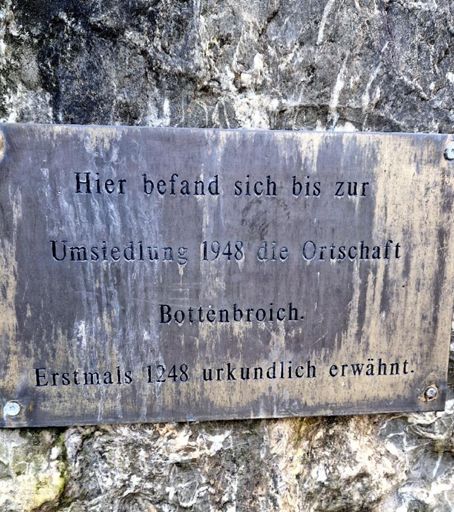 Hier befand sich bis zur
Umsiedlung 1948 die Ortschaft
Bottenbroich.
Erstmals 1248 urkundlich erwähnt.